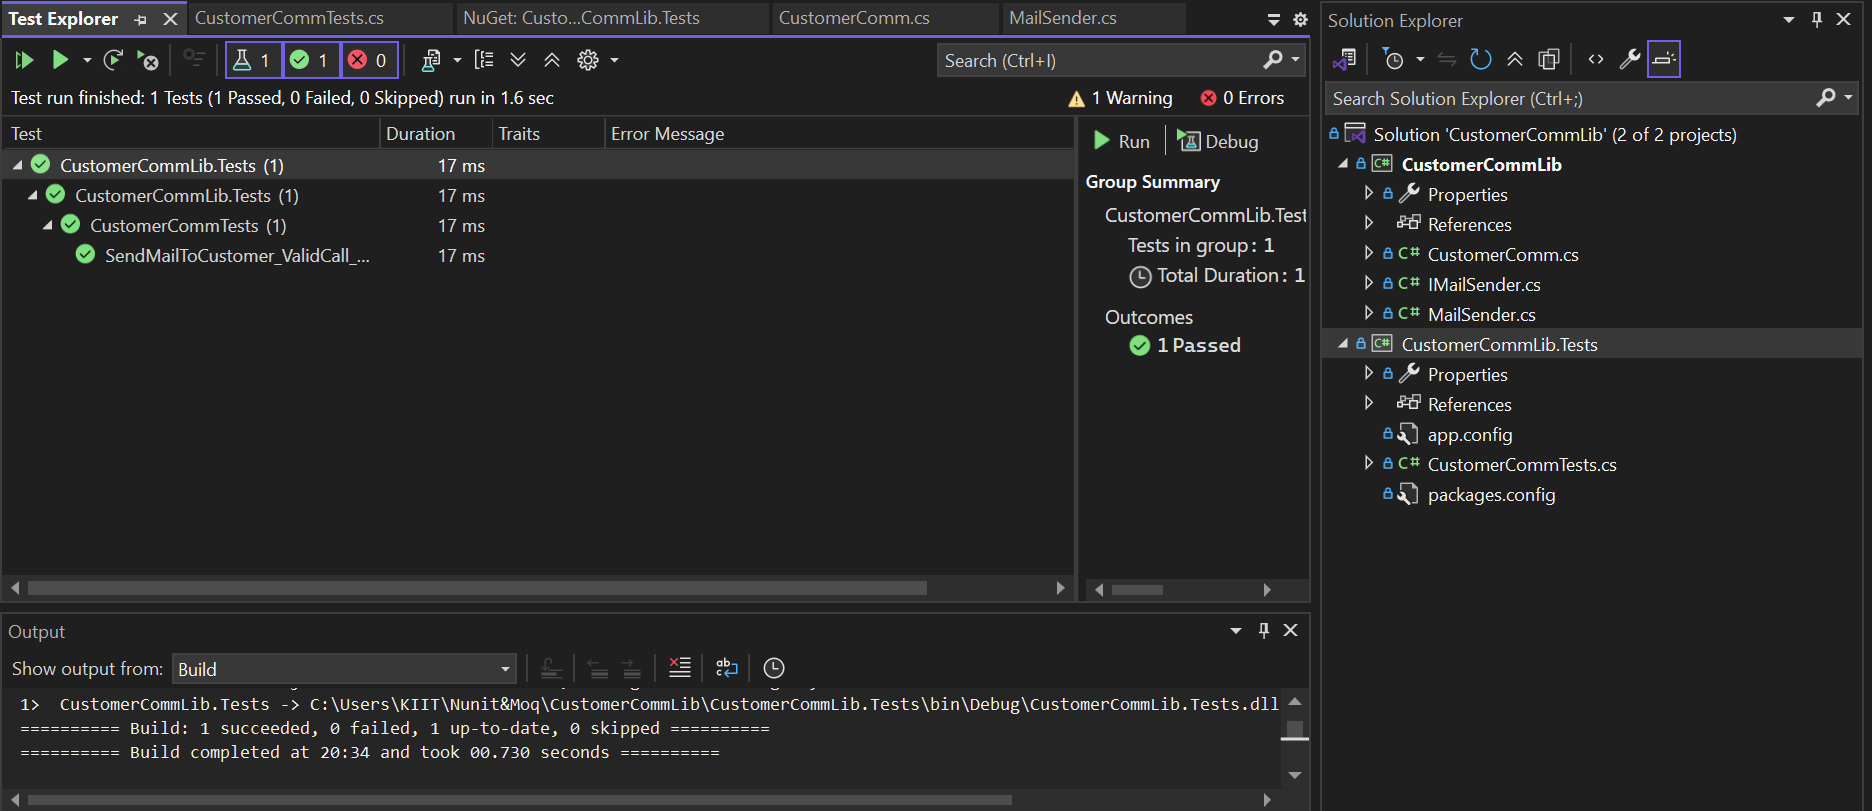 Test Explorer
CustomerCommTests.cs
NuGet: Custo...CommLib.Tests
CustomerComm.cs
MailSender.cs
1
1
0
Search (Ctrl+I)
Test run finished: 1 Tests (1 Passed, 0 Failed, 0 Skipped) run in 1.6 sec
1 Warning
0 Errors
Test Duration Traits Error Message
CustomerCommLib.Tests (1) 17 ms
CustomerCommLib.Tests (1) 17 ms
CustomerCommTests (1) 17 ms
SendMailToCustomer_ValidCall_... 17 ms
Run
Debug
Group Summary
CustomerCommLib.Test
Tests in group: 1
Total Duration: 1
Outcomes
1 Passed
Output
Show output from: Build
1> CustomerCommLib.Tests -> C:\Users\KIIT\Nunit&Moq\CustomerCommLib\CustomerCommLib.Tests\bin\Debug\CustomerCommLib.Tests.dll
========== Build: 1 succeeded, 0 failed, 1 up-to-date, 0 skipped ==========
========== Build completed at 20:34 and took 00.730 seconds ==========
Solution Explorer
Search Solution Explorer (Ctrl+;)
Solution 'CustomerCommLib' (2 of 2 projects)
C# CustomerCommLib
Properties
References
C# CustomerComm.cs
C# IMailSender.cs
C# MailSender.cs
C# CustomerCommLib.Tests
Properties
References
app.config
C# CustomerCommTests.cs
packages.config